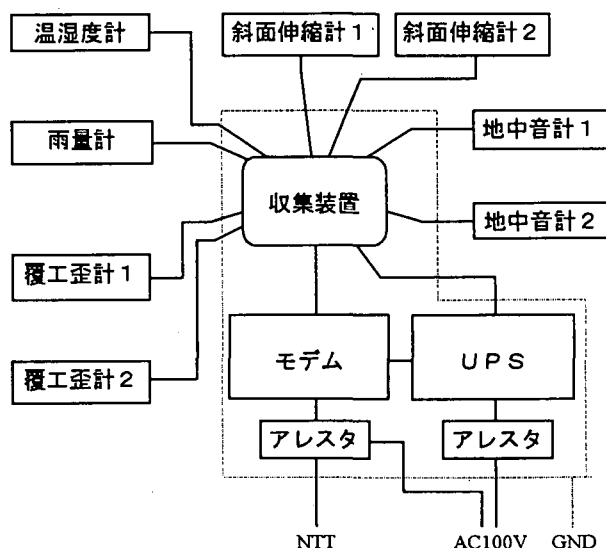 温湿度計
斜面伸縮計1
斜面伸縮計2
雨量計
地中音計1
収集装置
地中音計2
覆工歪計1
覆工歪計2
モデム
UPS
アレスタ
アレスタ
NTT
AC100V
GND